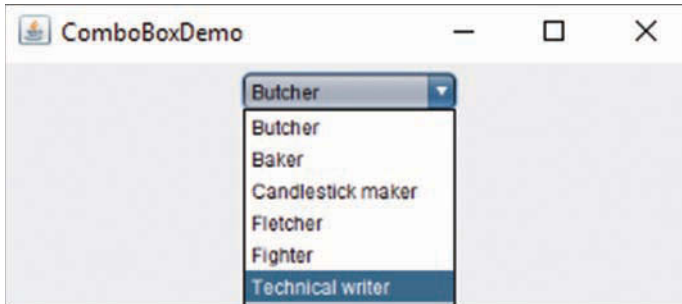 ComboBoxDemo
Butcher
Butcher
Baker
Candlestick maker
Fletcher
Fighter
Technical writer